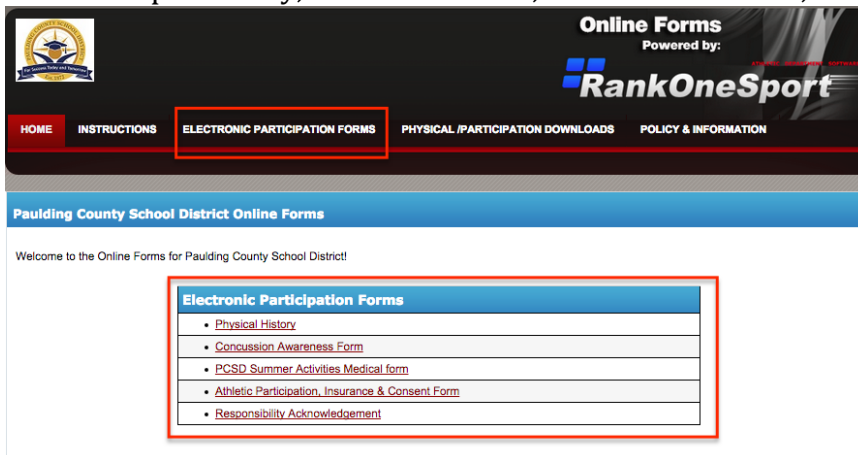 Online Forms
Powered by:
RankOneSport
HOME INSTRUCTIONS ELECTRONIC PARTICIPATION FORMS PHYSICAL /PARTICIPATION DOWNLOADS POLICY & INFORMATION
Paulding County School District Online Forms
Welcome to the Online Forms for Paulding County School District!
Electronic Participation Forms
• Physical History
• Concussion Awareness Form
• PCSD Summer Activities Medical form
• Athletic Participation, Insurance & Consent Form
• Responsibility Acknowledgement